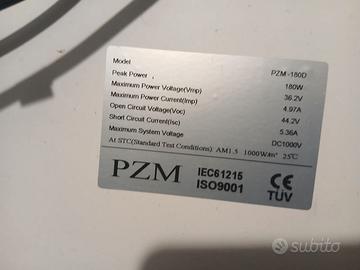 Model PZM-180D
Peak Power 180W
Maximum Power Voltage(Vmp) 36.2V
Maximum Power Current(Imp) 4.97A
Open Circuit Voltage(Voc) 44.2V
Short Circuit Current(Isc) 5.36A
Maximum System Voltage DC1000V
At STC(Standard Test Conditions) AM1.5 1000W/m² 25℃
PZM IEC61215 CE
ISO9001 TÜV
subito